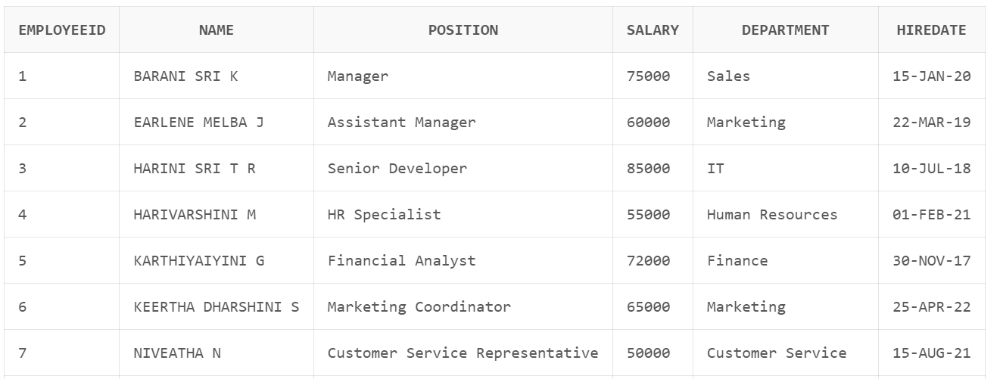 EMPLOYEEID NAME POSITION SALARY DEPARTMENT HIREDATE
1 BARANI SRI K Manager 75000 Sales 15-JAN-20
2 EARLENE MELBA J Assistant Manager 60000 Marketing 22-MAR-19
3 HARINI SRI T R Senior Developer 85000 IT 10-JUL-18
4 HARIVARSHINI M HR Specialist 55000 Human Resources 01-FEB-21
5 KARTHIYAIYINI G Financial Analyst 72000 Finance 30-NOV-17
6 KEERTHA DHARSHINI S Marketing Coordinator 65000 Marketing 25-APR-22
7 NIVEATHA N Customer Service Representative 50000 Customer Service 15-AUG-21